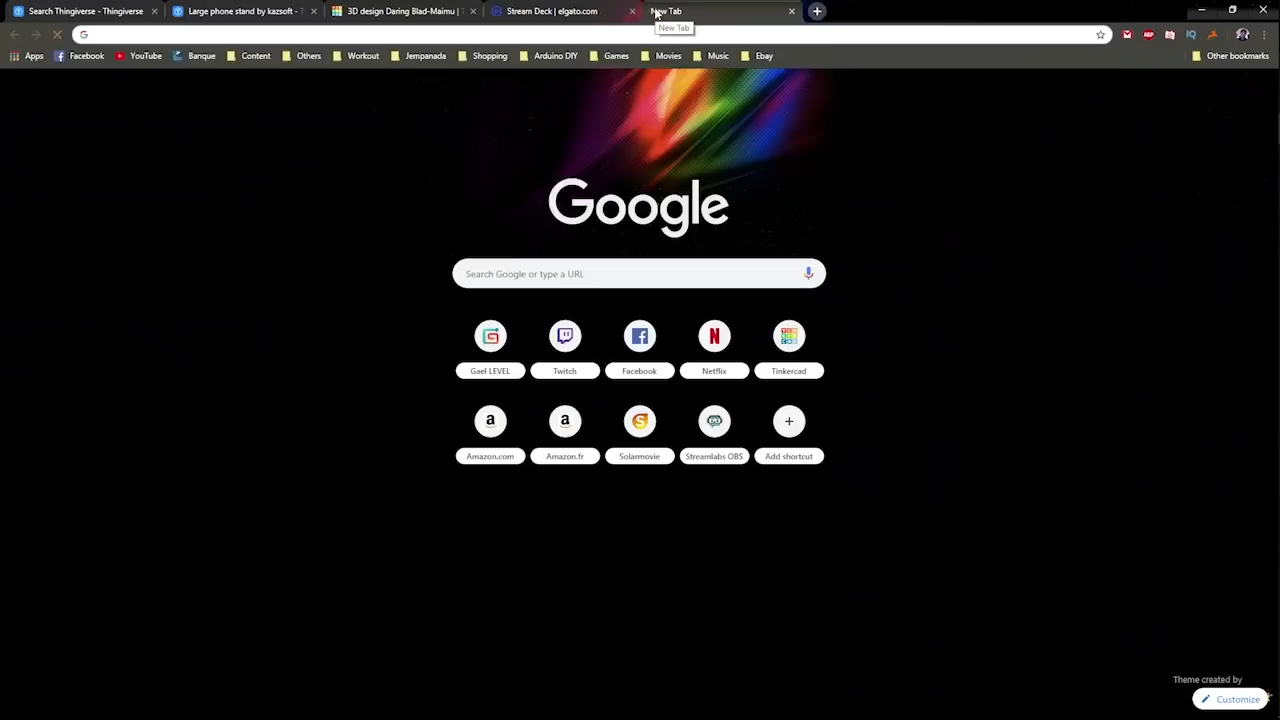 Search Thingiverse - Thingiverse
Large phone stand by kazsoft - T
3D design Daring Blad-Maimu |
Stream Deck | elgato.com
New Tab
New Tab
Apps
Facebook
YouTube
Banque
Content
Others
Workout
Jempanada
Shopping
Arduino DIY
Games
Movies
Music
Ebay
Other bookmarks
Google
Search Google or type a URL
Gael LEVEL
Twitch
Facebook
Netflix
Tinkercad
Amazon.com
Amazon.fr
Solarmovie
Streamlabs OBS
Add shortcut
Theme created by
Customize